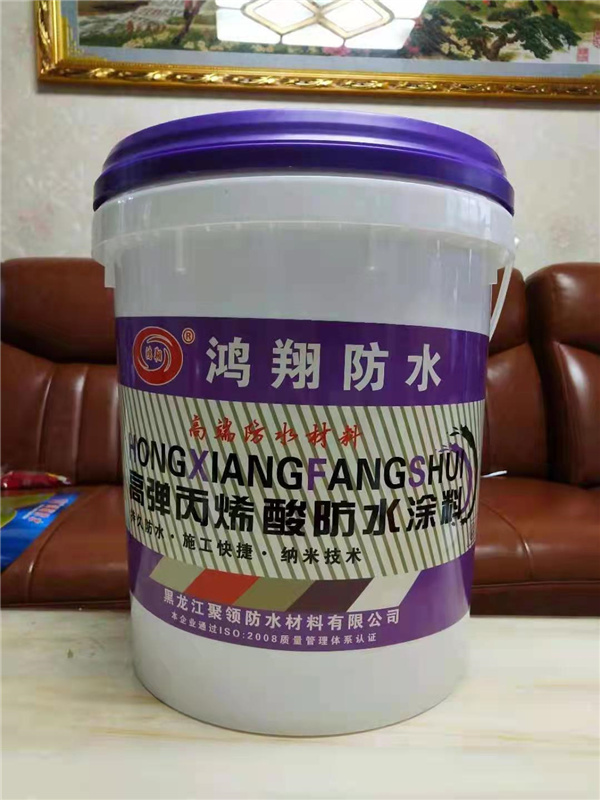 鸿翔
®
鸿翔防水
高端防水材料
HONGXIANGFANGSHUI
高弹丙烯酸防水涂料
持久防水·施工快捷·纳米技术
黑龙江聚领防水材料有限公司
本企业通过ISO:2008质量管理体系认证